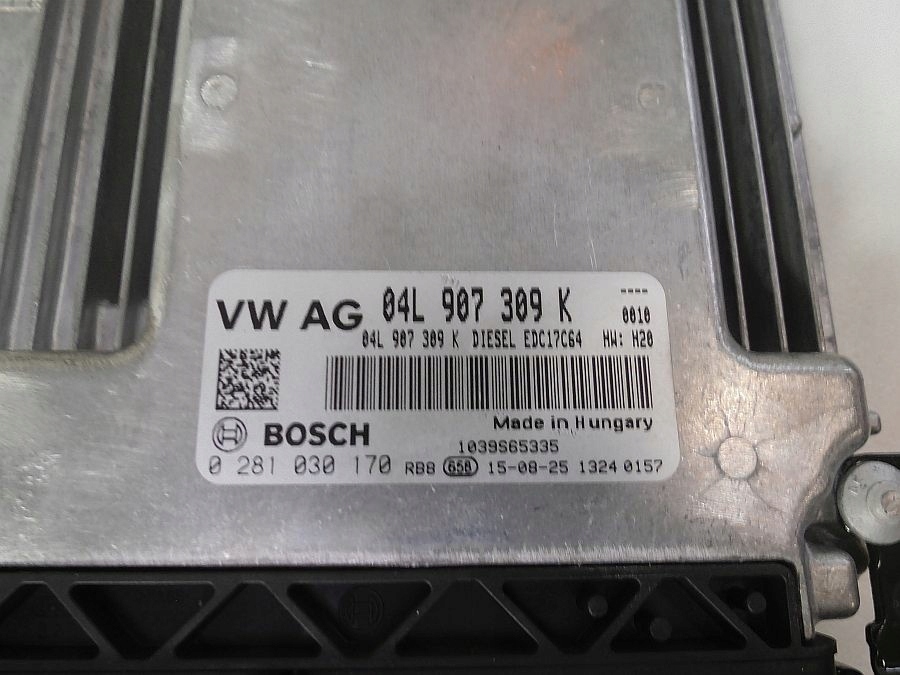 VW AG 04L 907 309 K ----
0010
04L 907 309 K DIESEL EDC17C64 HW: H20
Made in Hungary
BOSCH
1039S65335
0 281 030 170 RB8 658 15-08-25 1324 0157